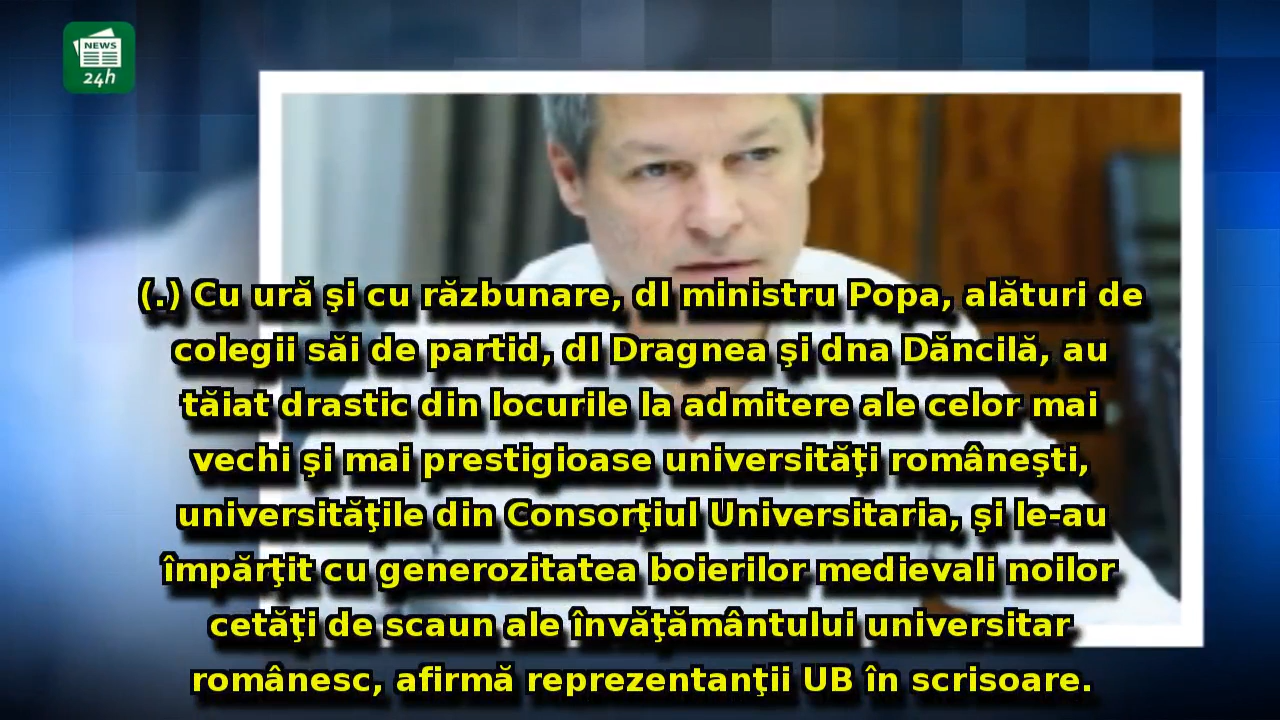 NEWS
24h
(.) Cu ură şi cu răzbunare, dl ministru Popa, alături de
colegii săi de partid, dl Dragnea şi dna Dăncilă, au
tăiat drastic din locurile la admitere ale celor mai
vechi şi mai prestigioase universităţi româneşti,
universităţile din Consorţiul Universitaria, şi le-au
împărţit cu generozitatea boierilor medievali noilor
cetăţi de scaun ale învăţământului universitar
românesc, afirmă reprezentanţii UB în scrisoare.